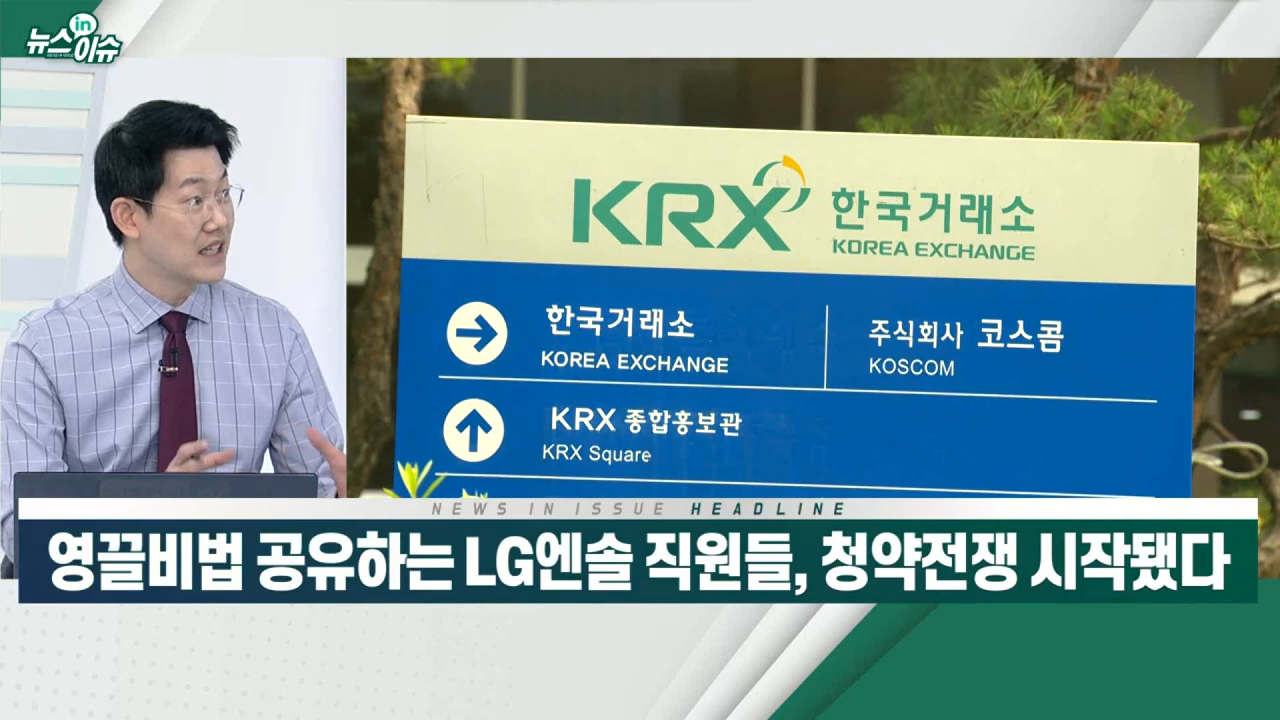 뉴스in이슈
KRX 한국거래소
KOREA EXCHANGE
한국거래소
KOREA EXCHANGE
주식회사 코스콤
KOSCOM
KRX 종합홍보관
KRX Square
NEWS IN ISSUE HEADLINE
영끌비법 공유하는 LG엔솔 직원들, 청약전쟁 시작됐다